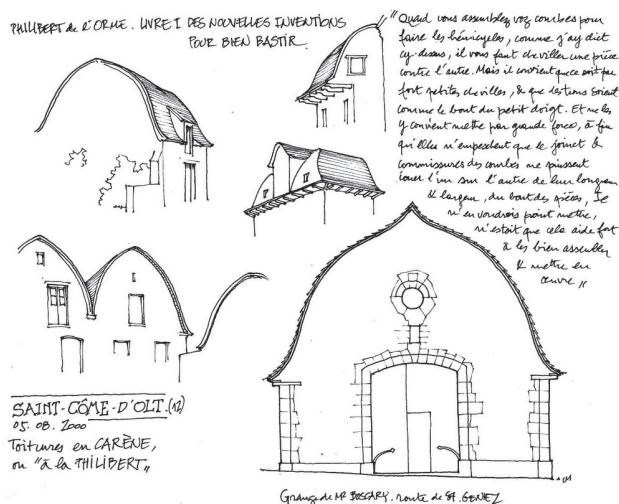 PHILIBERT de l'ORME. LIVRE I DES NOUVELLES INVENTIONS
POUR BIEN BASTIR.
"Quand vous assemblez voz courbes pour
faire les hémicycles, comme j'ay dict
cy-dessus, il vous faut cheviller une pièce
contre l'autre. Mais il convient que ce soit par
fort petites chevilles, & que les tens soient
comme le bout du petit doigt. Et ne les
y convient mettre par grande force, à fin
qu'elles n'empeschent que le joinct &
commissures des courbes ne puissent
l'un sur l'autre de leur longueur
& largeur, du bout des pièces, Je
n'en voudrois point mettre,
n'estoit que cela aide fort
à les bien assembler
& mettre en
œuvre "
SAINT-CÔME-D'OLT.(12)
05. 08. 2000
Toitures en CARÈNE,
ou "à la PHILIBERT"
Grange de Mr BOSCARY. route de St. GENIEZ